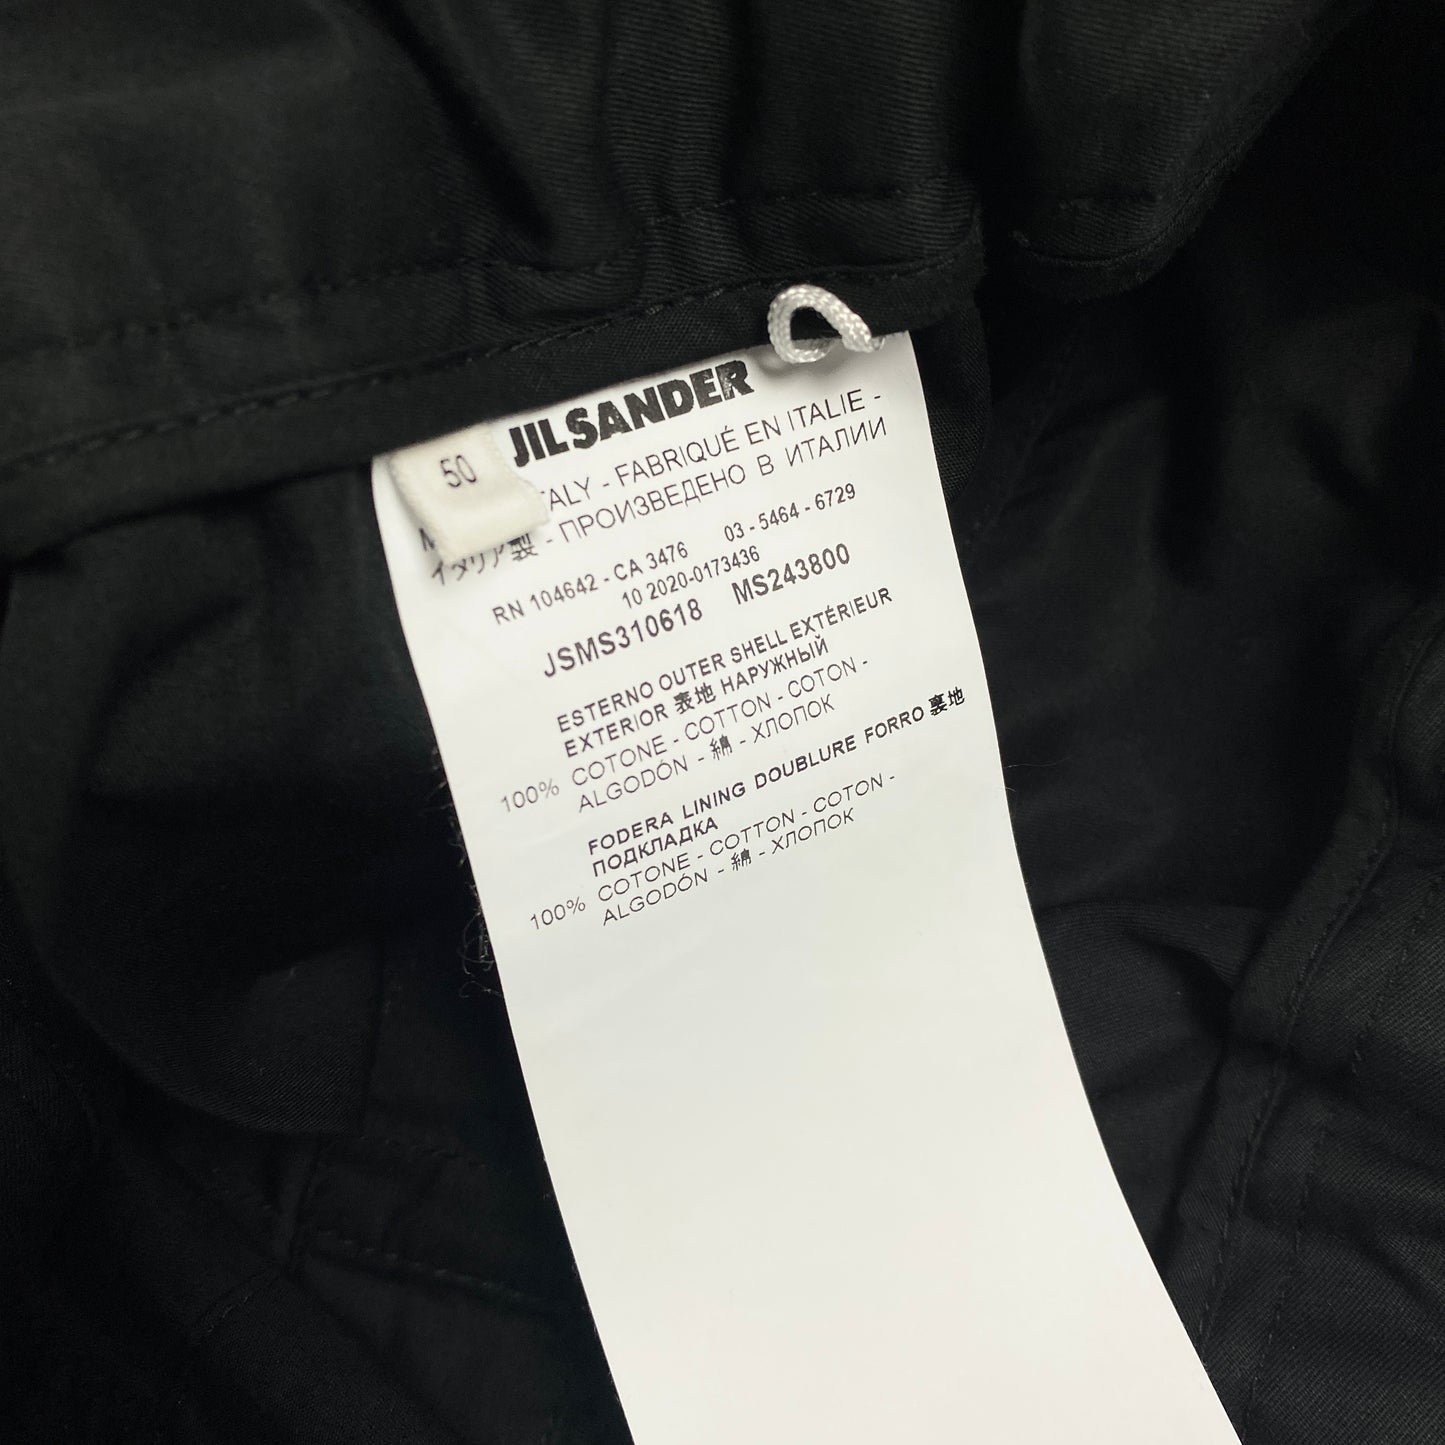 JIL SANDER
50
ITALY - FABRIQUÉ EN ITALIE -
イタリア製 - ПРОИЗВЕДЕНО В ИТАЛИИ
RN 104642 - CA 3476 03 - 5464 - 6729
10 2020-0173436
JSMS310618 MS243800
ESTERNO OUTER SHELL EXTÉRIEUR
EXTERIOR 表地 НАРУЖНЫЙ
100% COTONE - COTTON - COTON -
ALGODÓN - 綿 - ХЛОПОК
FODERA LINING DOUBLURE FORRO 裏地
ПОДКЛАДКА
100% COTONE - COTTON - COTON -
ALGODÓN - 綿 - ХЛОПОК